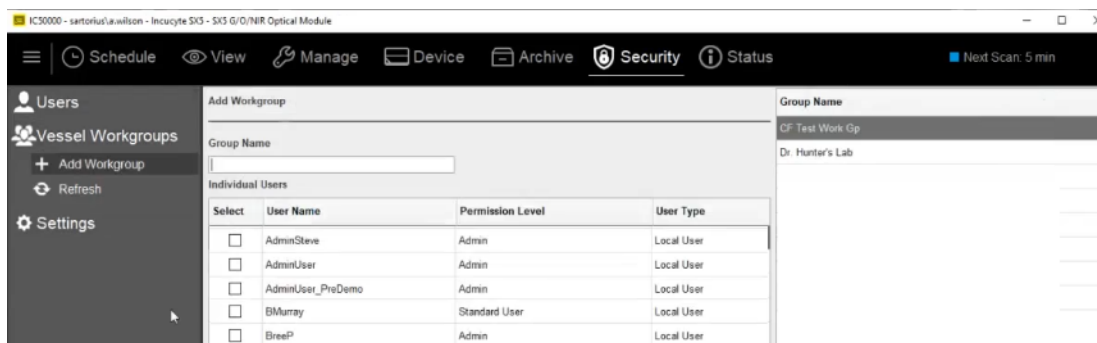 IC50000 - sartorius\a.wilson - Incucyte SX5 - SX5 G/O/NIR Optical Module
Schedule View Manage Device Archive Security Status Next Scan: 5 min
Users
Vessel Workgroups
Add Workgroup
Refresh
Settings
Add Workgroup
Group Name
Individual Users
Select User Name Permission Level User Type
AdminSteve Admin Local User
AdminUser Admin Local User
AdminUser_PreDemo Admin Local User
BMurray Standard User Local User
BreeP Admin Local User
Group Name
CF Test Work Gp
Dr. Hunter's Lab